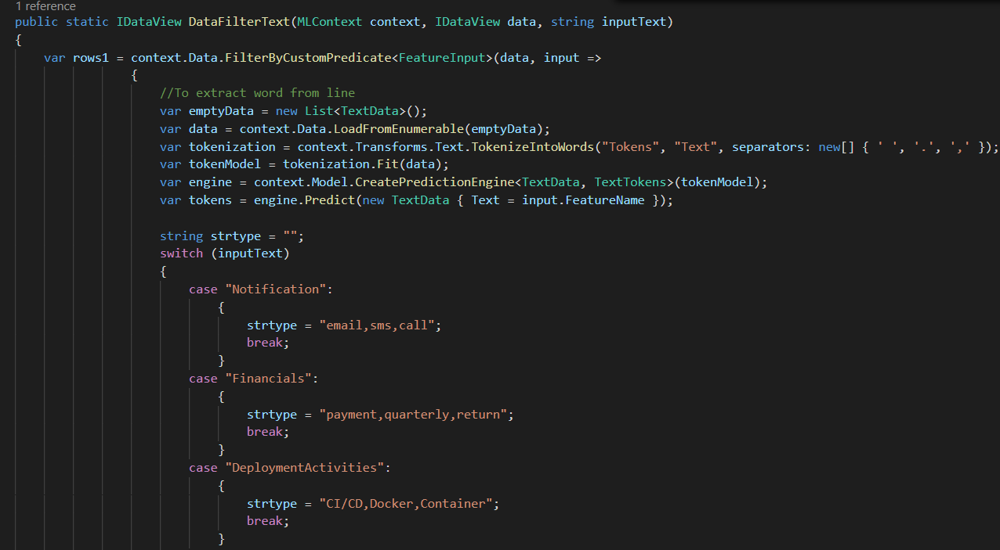 1 reference
public static IDataView DataFilterText(MLContext context, IDataView data, string inputText)
{
var rows1 = context.Data.FilterByCustomPredicate<FeatureInput>(data, input =>
{
//To extract word from line
var emptyData = new List<TextData>();
var data = context.Data.LoadFromEnumerable(emptyData);
var tokenization = context.Transforms.Text.TokenizeIntoWords("Tokens", "Text", separators: new[] { ' ', '.', ',' });
var tokenModel = tokenization.Fit(data);
var engine = context.Model.CreatePredictionEngine<TextData, TextTokens>(tokenModel);
var tokens = engine.Predict(new TextData { Text = input.FeatureName });
string strtype = "";
switch (inputText)
{
case "Notification":
{
strtype = "email,sms,call";
break;
}
case "Financials":
{
strtype = "payment,quarterly,return";
break;
}
case "DeploymentActivities":
{
strtype = "CI/CD,Docker,Container";
break;
}